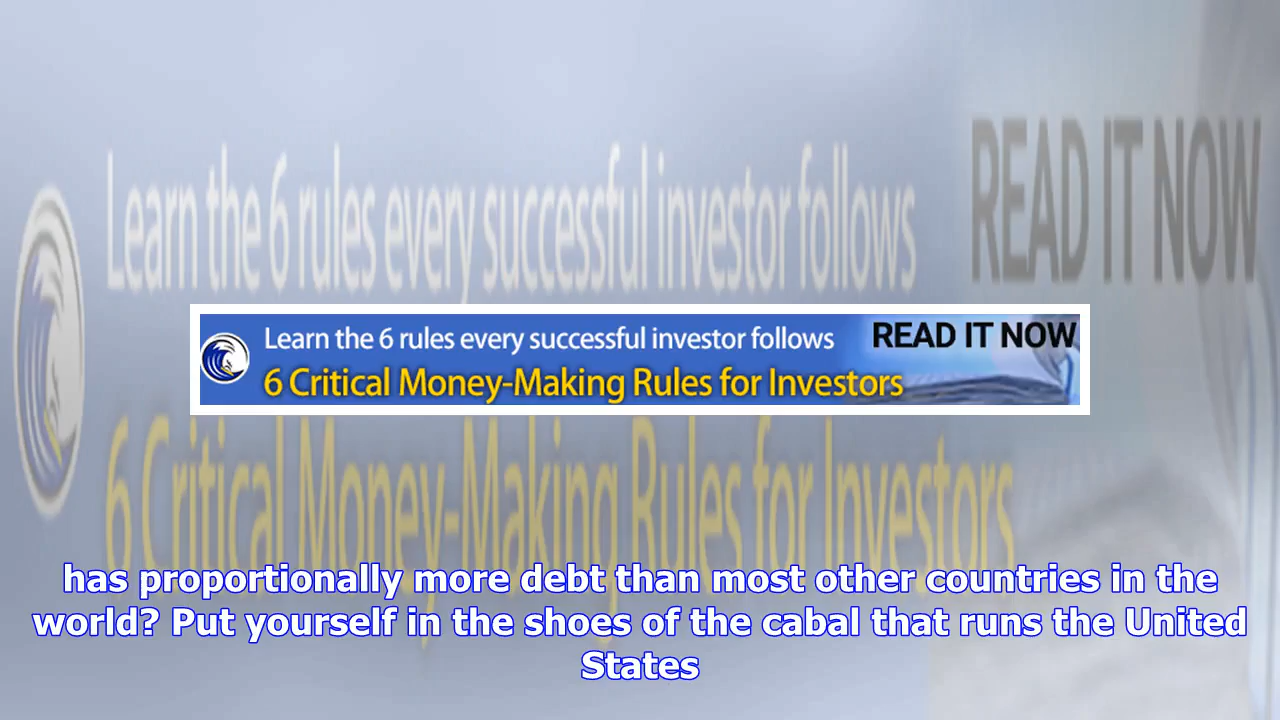 Learn the 6 rules every successful investor follows
READ IT NOW
6 Critical Money-Making Rules for Investors
Learn the 6 rules every successful investor follows
READ IT NOW
6 Critical Money-Making Rules for Investors
has proportionally more debt than most other countries in the
world? Put yourself in the shoes of the cabal that runs the United
States